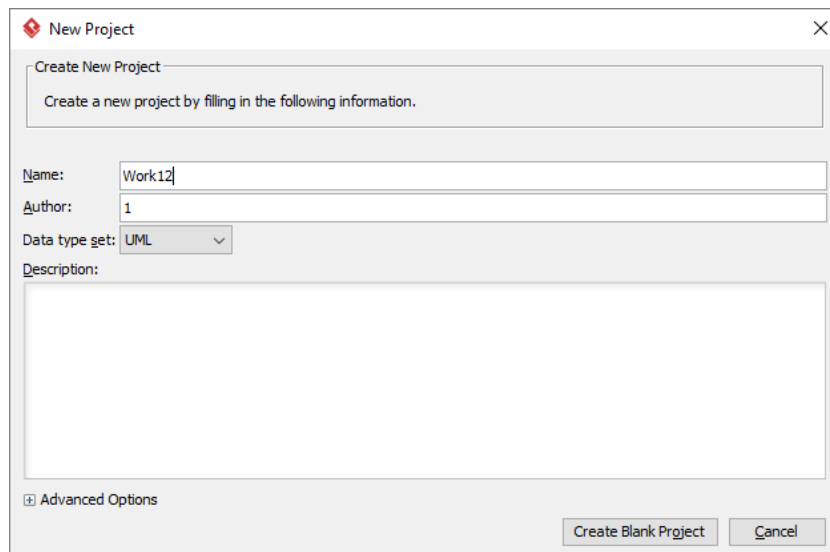 New Project
Create New Project
Create a new project by filling in the following information.
Name: Work12
Author: 1
Data type set: UML
Description:
Advanced Options
Create Blank Project Cancel